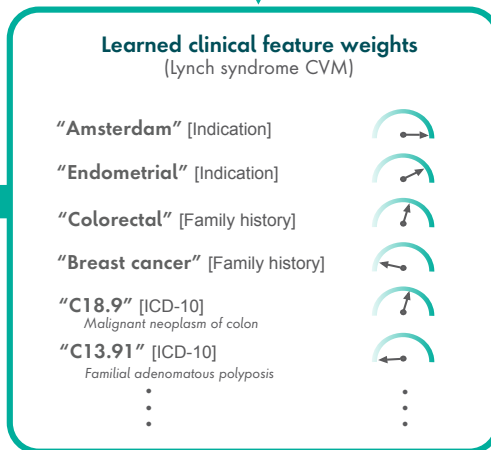 Learned clinical feature weights
(Lynch syndrome CVM)
“Amsterdam” [Indication]
“Endometrial” [Indication]
“Colorectal” [Family history]
“Breast cancer” [Family history]
“C18.9” [ICD-10]
Malignant neoplasm of colon
“C13.91” [ICD-10]
Familial adenomatous polyposis